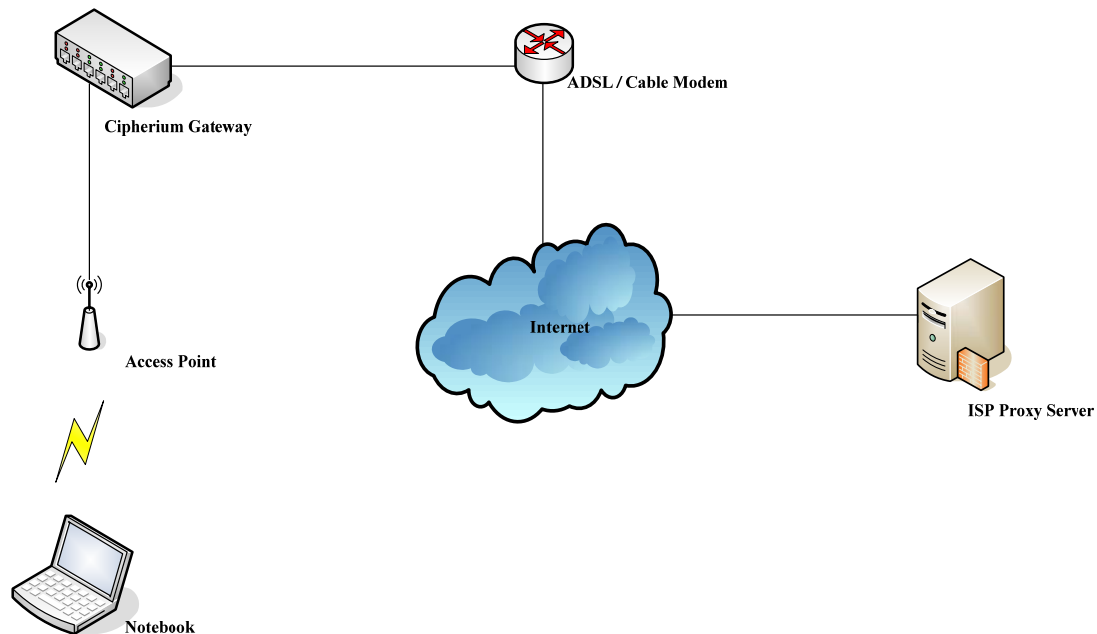 ADSL / Cable Modem
Cipherium Gateway
Internet
Access Point
ISP Proxy Server
Notebook